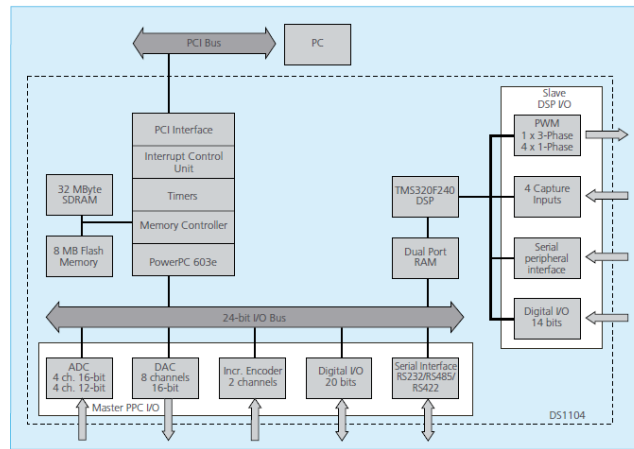 PCI Bus
PC
Slave
DSP I/O
PWM
1 x 3-Phase
4 x 1-Phase
PCI Interface
Interrupt Control
Unit
Timers
Memory Controller
PowerPC 603e
32 MByte
SDRAM
8 MB Flash
Memory
TMS320F240
DSP
4 Capture
Inputs
Dual Port
RAM
Serial
peripheral
interface
Digital I/O
14 bits
24-bit I/O Bus
ADC
4 ch. 16-bit
4 ch. 12-bit
DAC
8 channels
16-bit
Incr. Encoder
2 channels
Digital I/O
20 bits
Serial Interface
RS232/RS485/
RS422
Master PPC I/O
DS1104